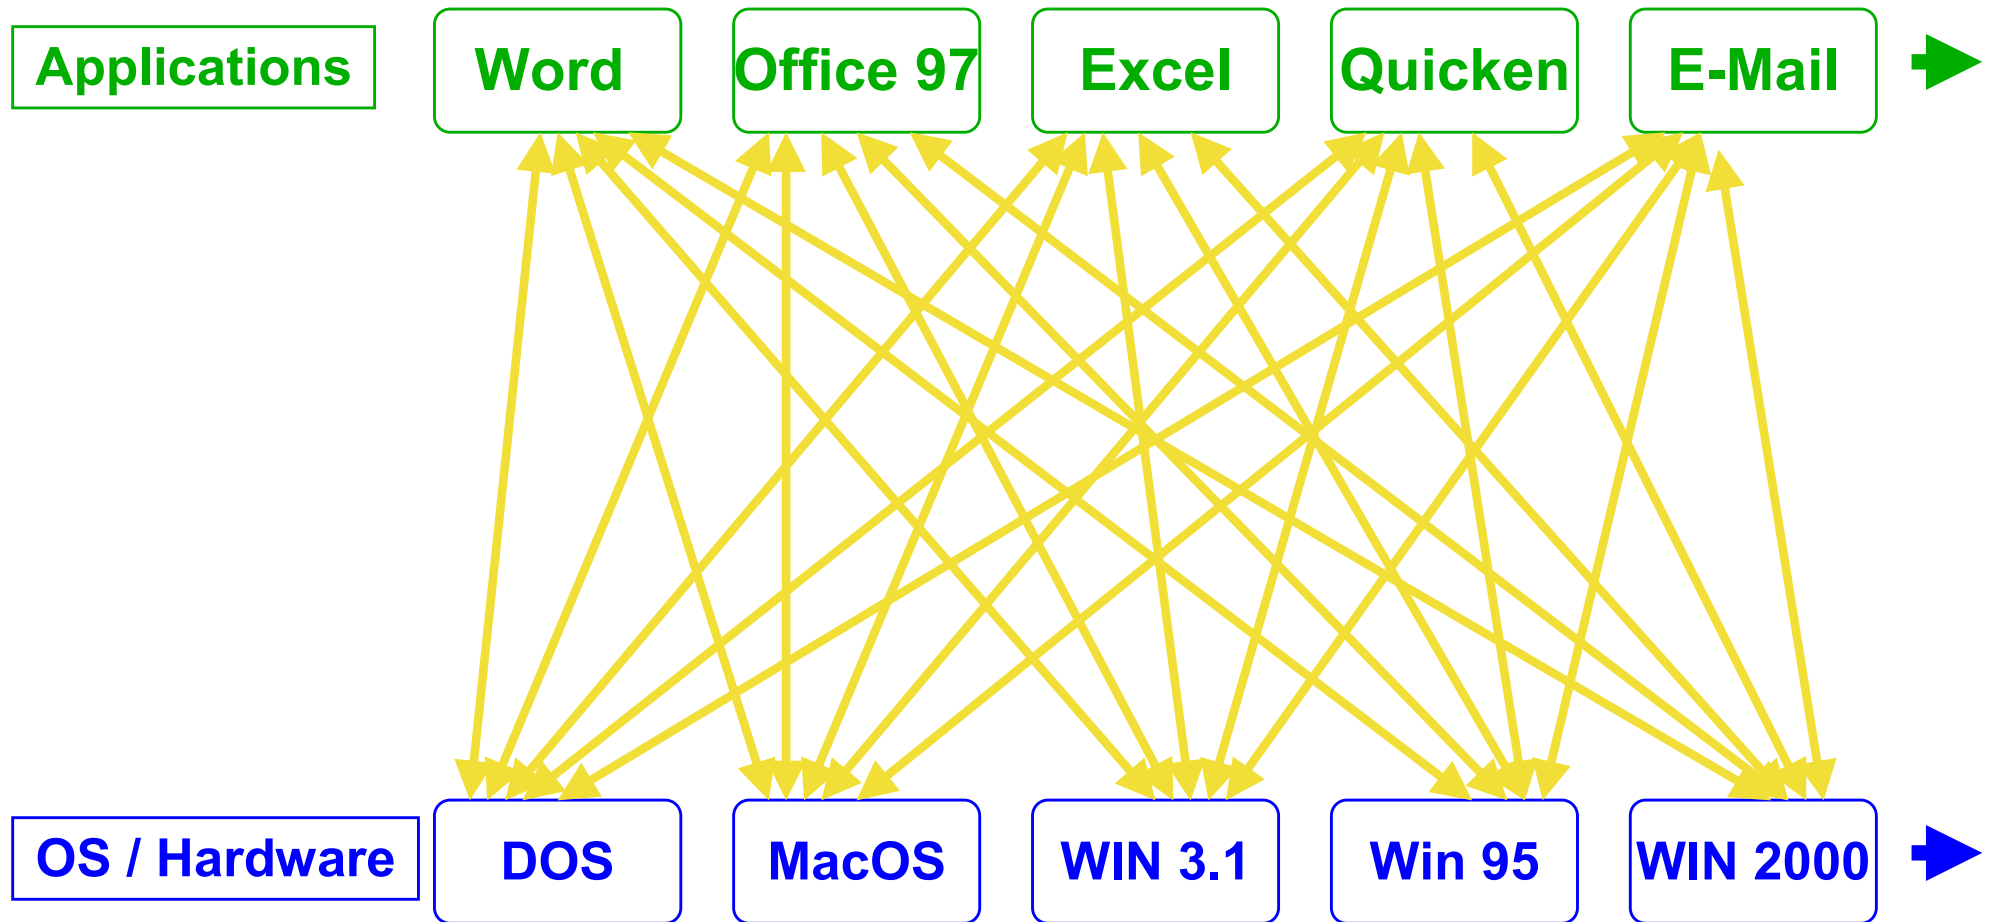 Applications
Word
Office 97
Excel
Quicken
E-Mail
OS / Hardware
DOS
MacOS
WIN 3.1
Win 95
WIN 2000